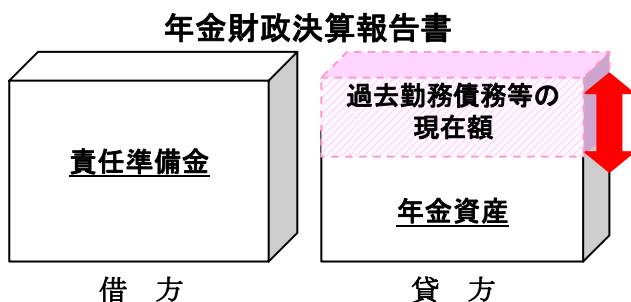 年金財政決算報告書
責任準備金
過去勤務債務等の
現在額
年金資産
借　方
貸　方